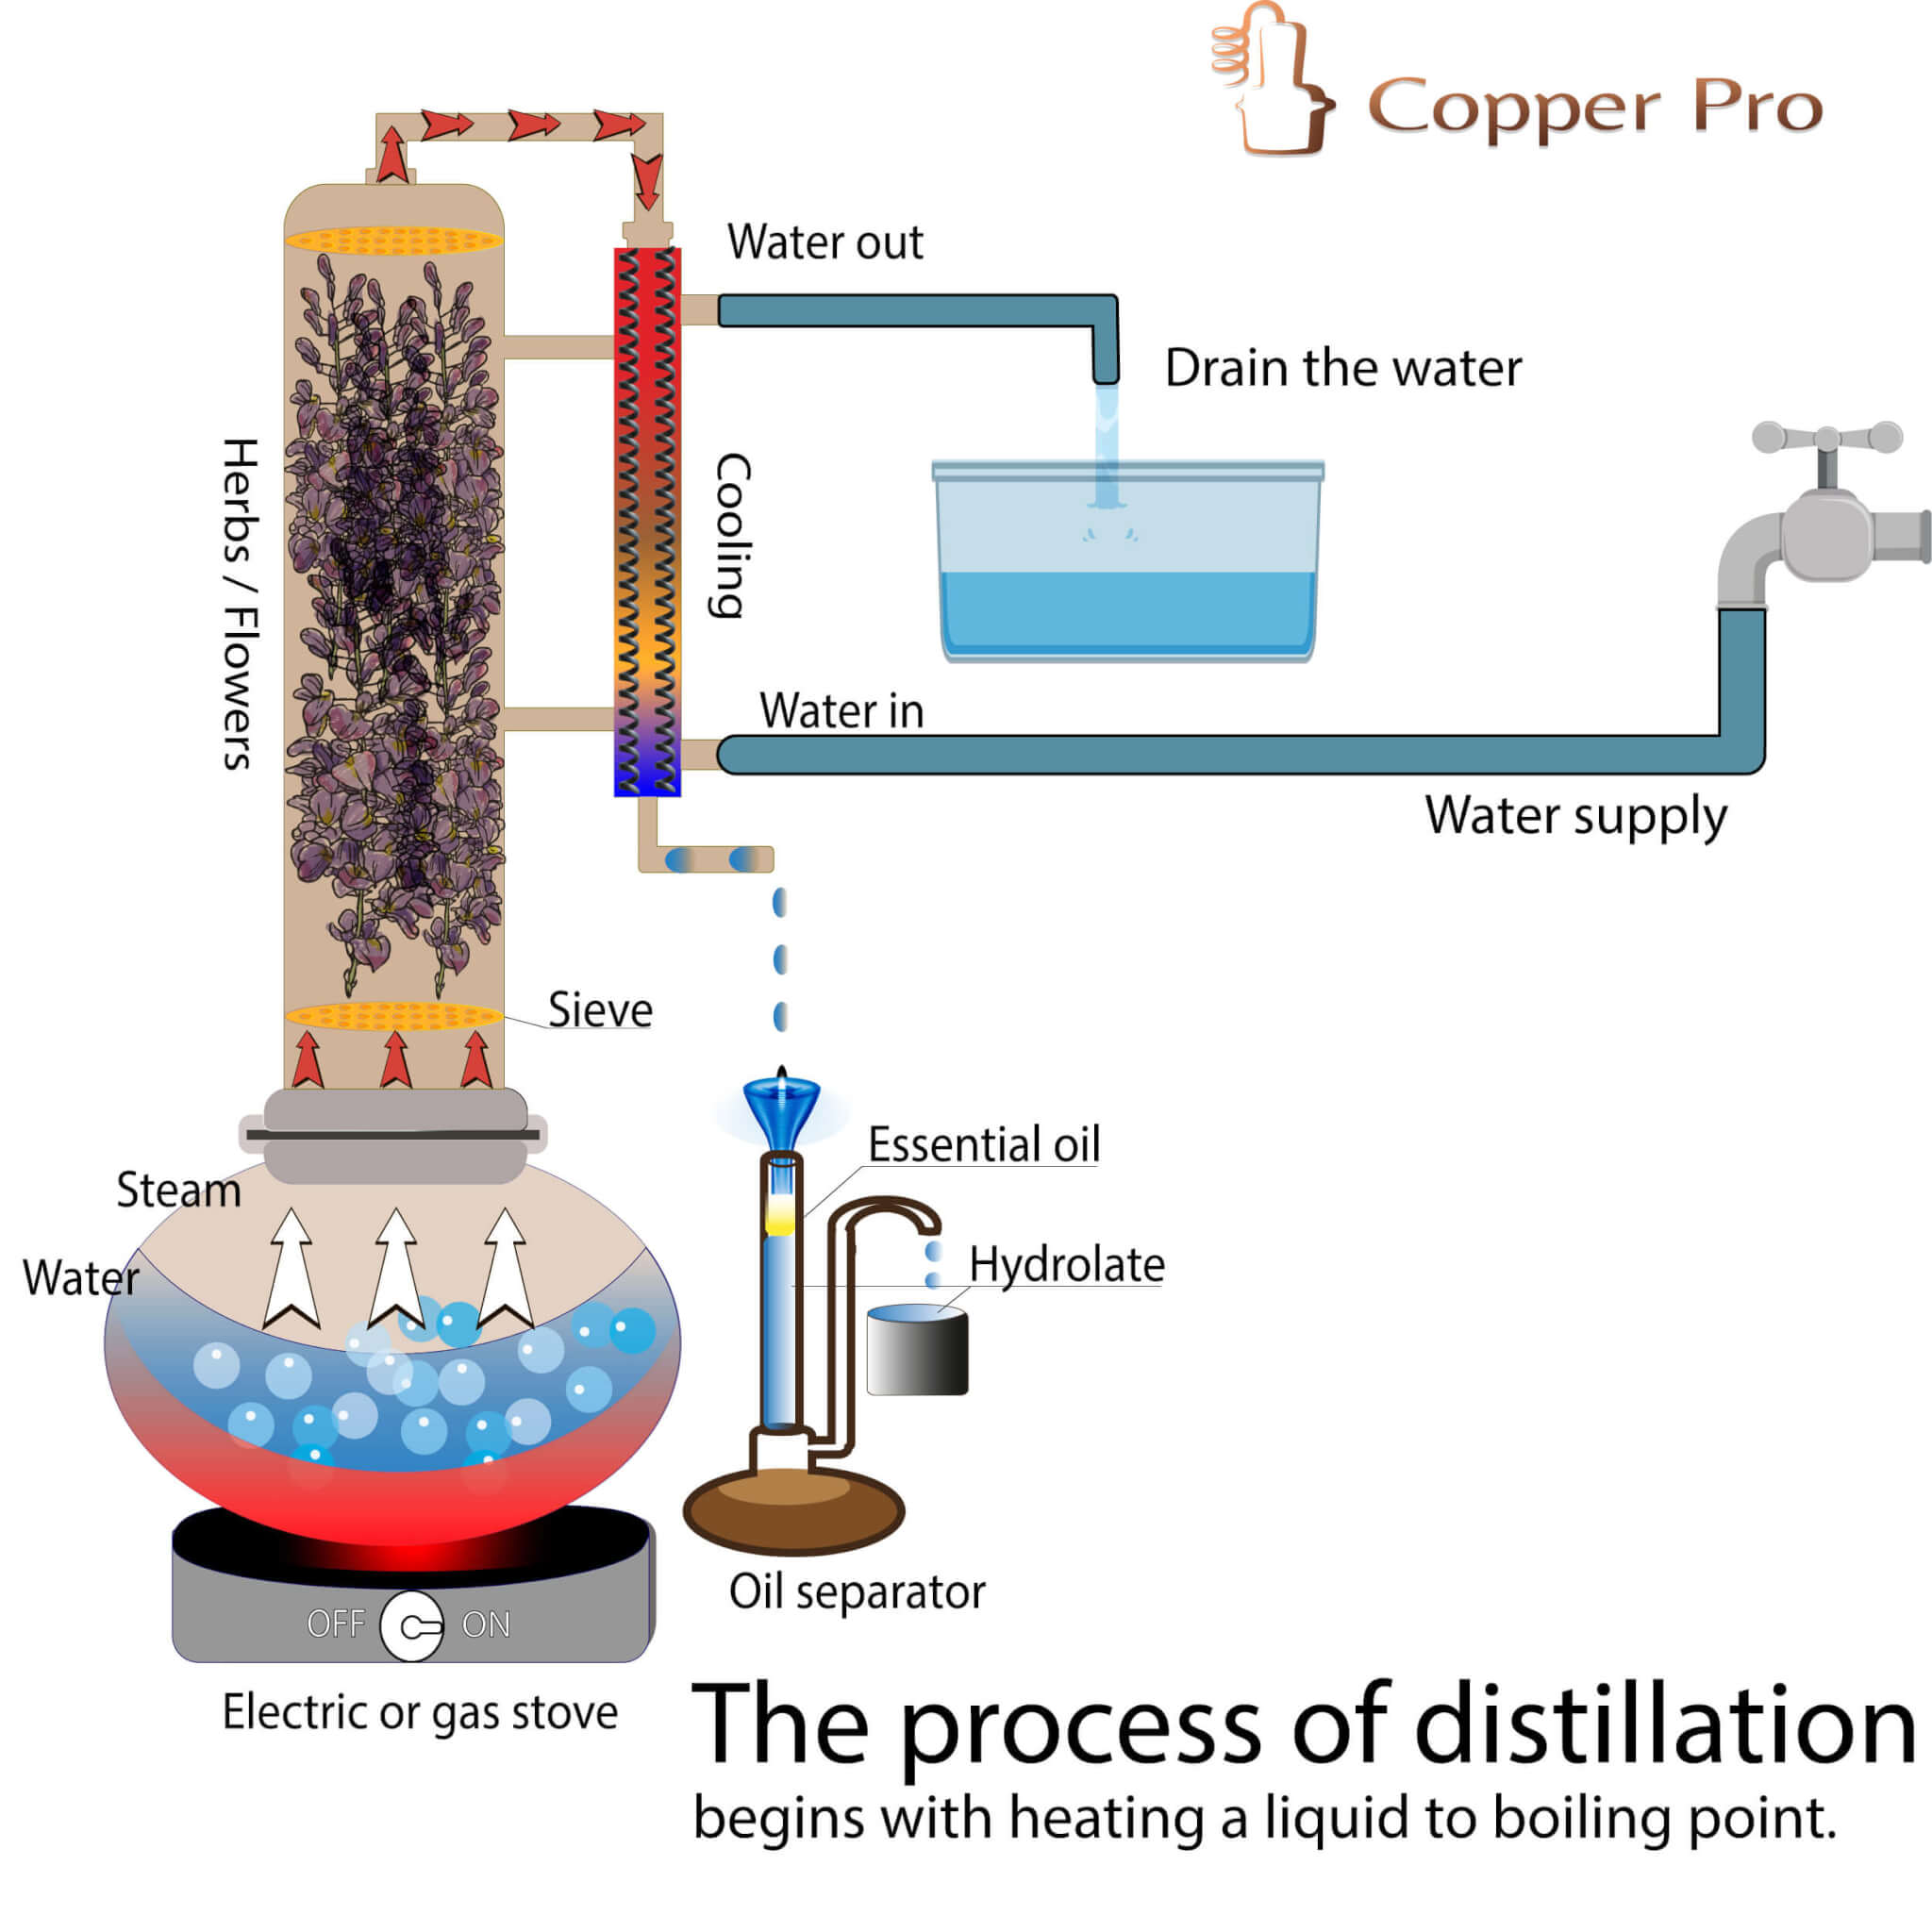 Copper Pro
Water out
Drain the water
Herbs / Flowers
Cooling
Water in
Water supply
Sieve
Essential oil
Steam
Hydrolate
Water
Oil separator
OFF ON
Electric or gas stove
The process of distillation
begins with heating a liquid to boiling point.